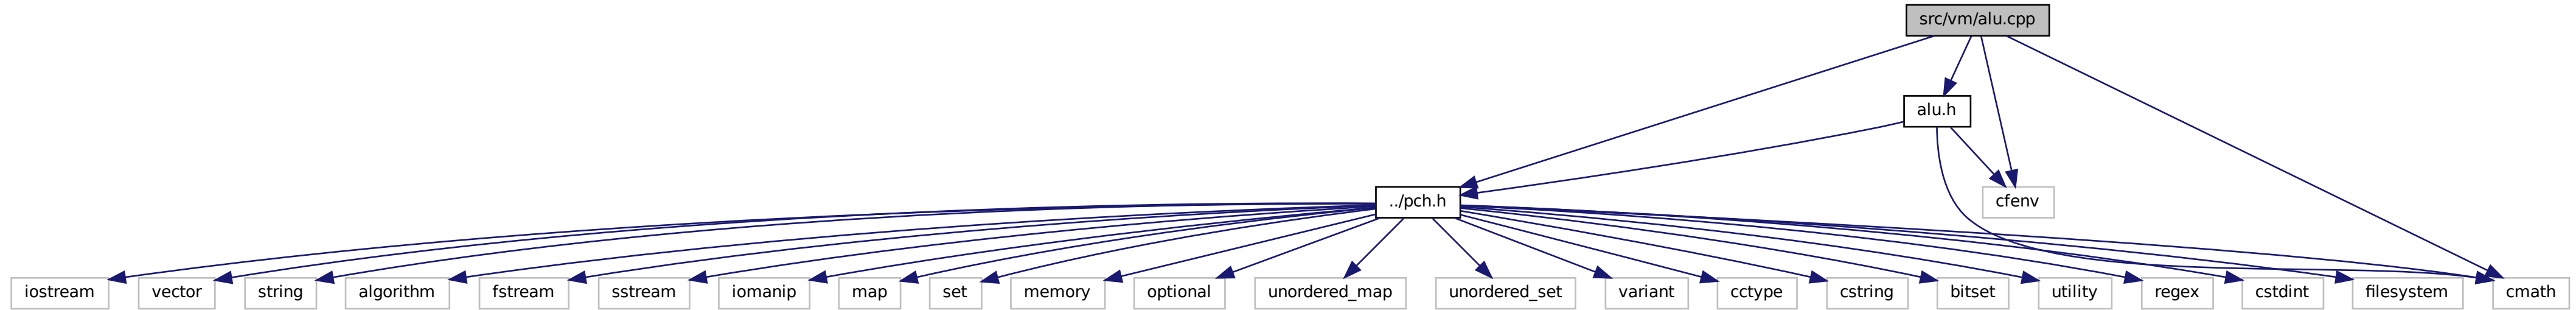 src/vm/alu.cpp
alu.h
../pch.h
cfenv
iostream
vector
string
algorithm
fstream
sstream
iomanip
map
set
memory
optional
unordered_map
unordered_set
variant
cctype
cstring
bitset
utility
regex
cstdint
filesystem
cmath